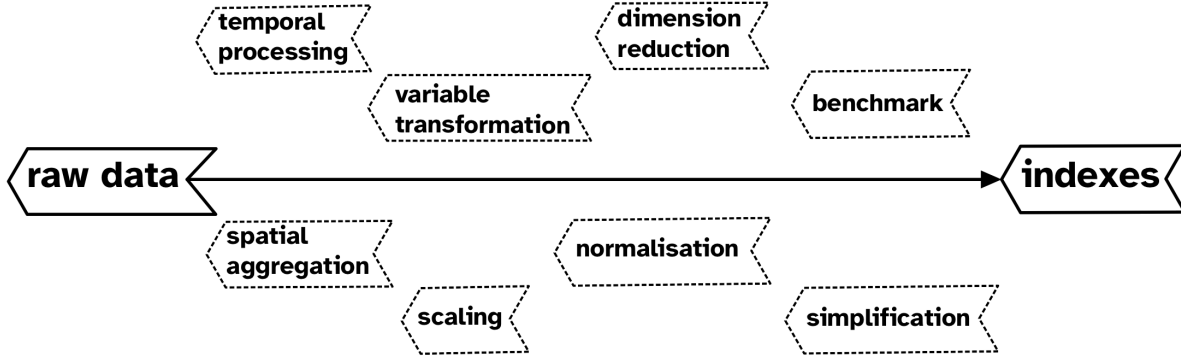 temporal
processing
dimension
reduction
variable
transformation
benchmark
raw data
indexes
spatial
aggregation
normalisation
scaling
simplification